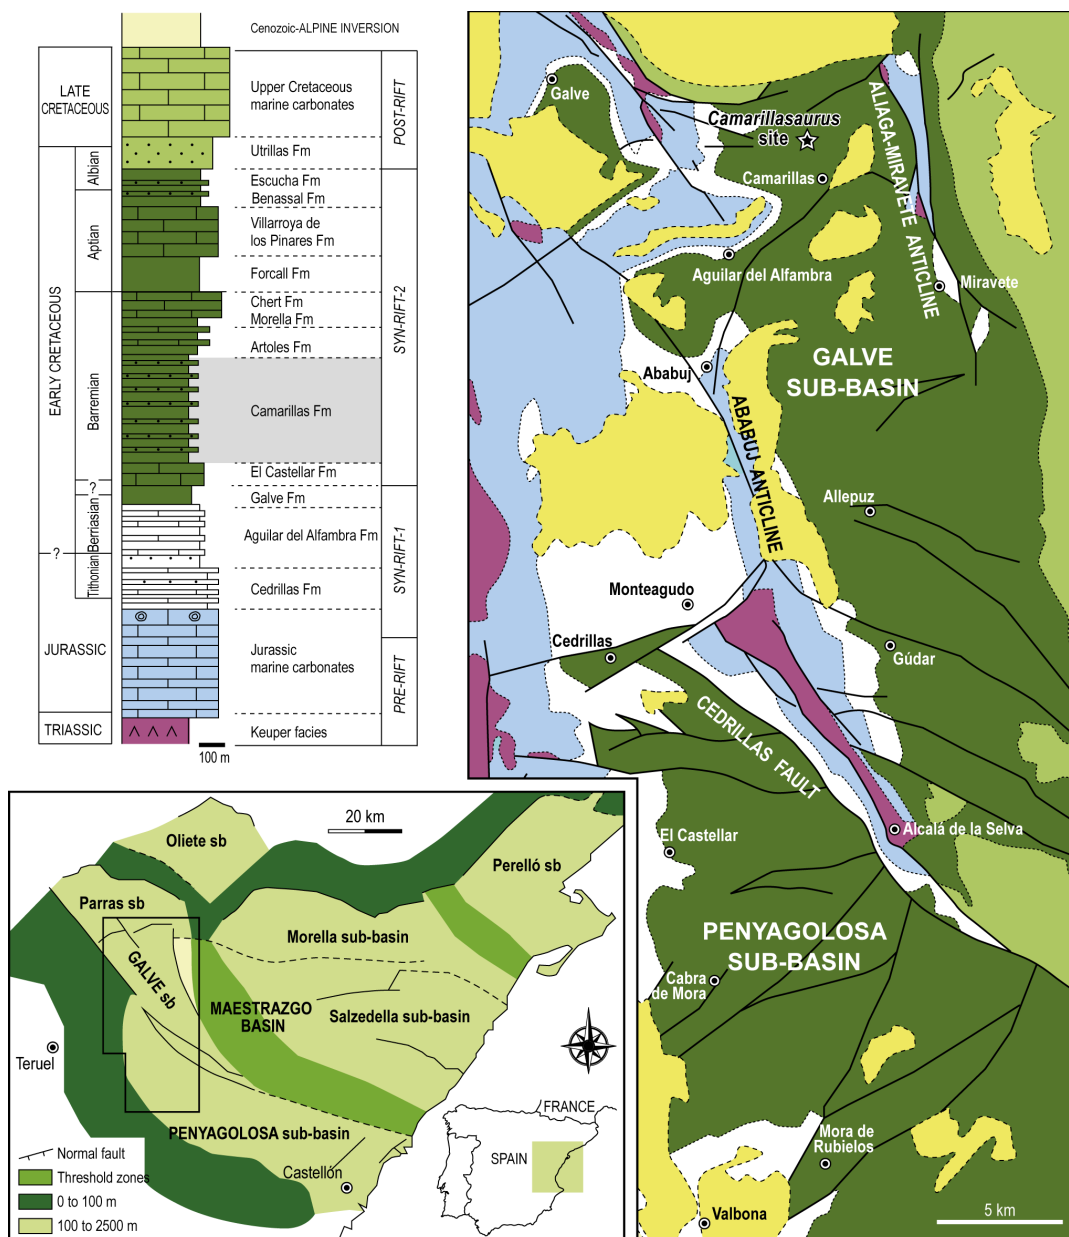 Cenozoic-ALPINE INVERSION
LATE
CRETACEOUS
Upper Cretaceous
marine carbonates
POST-RIFT
Utrillas Fm
EARLY CRETACEOUS
Albian
Escucha Fm
Benassal Fm
Aptian
Villarroya de
los Pinares Fm
Forcall Fm
SYN-RIFT-2
Barremian
Chert Fm
Morella Fm
Artoles Fm
Camarillas Fm
El Castellar Fm
?
Galve Fm
Berriasian
Aguilar del Alfambra Fm
SYN-RIFT-1
?
Tithonian
Cedrillas Fm
JURASSIC
Jurassic
marine carbonates
PRE-RIFT
TRIASSIC
Keuper facies
100 m
Galve
Camarillasaurus
site
Camarillas
ALIAGA-MIRAVETE ANTICLINE
Aguilar del Alfambra
Miravete
GALVE
SUB-BASIN
Ababuj
ABABUJ ANTICLINE
Allepuz
Monteagudo
Cedrillas
Gúdar
CEDRILLAS FAULT
Alcalá de la Selva
El Castellar
PENYAGOLOSA
SUB-BASIN
Cabra
de Mora
Mora de
Rubielos
Valbona
5 km
20 km
Oliete sb
Perelló sb
Parras sb
Morella sub-basin
GALVE sb
MAESTRAZGO
BASIN
Salzedella sub-basin
Teruel
PENYAGOLOSA sub-basin
Castellón
FRANCE
SPAIN
Normal fault
Threshold zones
0 to 100 m
100 to 2500 m